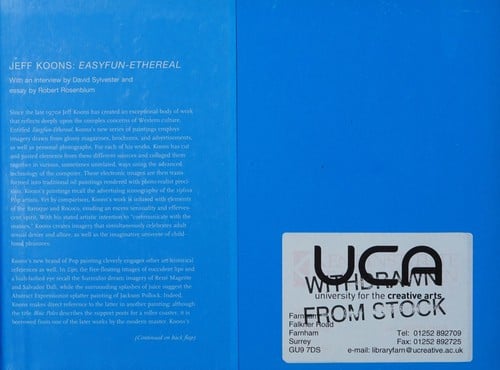 JEFF KOONS: EASYFUN-ETHEREAL
With an interview by David Sylvester and
essay by Robert Rosenblum
Since the late 1970s Jeff Koons has created an exceptional body of work
that reflects deeply upon the complex concerns of Western culture.
Entitled Easyfun-Ethereal, Koons's new series of paintings employs
imagery drawn from glossy magazines, brochures, and advertisements,
as well as personal photographs. For each of his works, Koons has cut
and pasted elements from these different sources and collaged them
together in various, sometimes unrelated, ways using the advanced
technology of the computer. These electronic images are then trans-
formed into traditional oil paintings rendered with photo-realist preci-
sion. Koons's paintings recall the advertising iconography of the 1960s
Pop artists. Yet by comparison, Koons's work is infused with elements
of the Baroque and Rococo, exuding an excess sensuality and efferves-
cent spirit. With his stated artistic intention to "communicate with the
masses," Koons creates imagery that simultaneously celebrates adult
desire and allure, as well as the imaginative universe of child-
hood pleasures.
Koons's new brand of Pop painting cleverly engages other art historical
references as well. In Lips, the free-floating images of succulent lips and
a lush-lashed eye recall the Surrealist dream images of René Magritte
and Salvador Dalí, while the surrounding splashes of juice suggest the
Abstract Expressionist splatter painting of Jackson Pollock. Indeed,
Koons makes direct reference to the latter in another painting: although
the title Blue Poles describes the support posts for a roller coaster, it is
borrowed from one of the later works by the modern master. Koons's
(Continued on back flap)
UCA
WITHDRAWN
university for the creative arts
FROM STOCK
Farnham
Falkner Road
Farnham
Surrey
GU9 7DS
Tel: 01252 892709
Fax: 01252 892725
e-mail: libraryfarn@ucreative.ac.uk